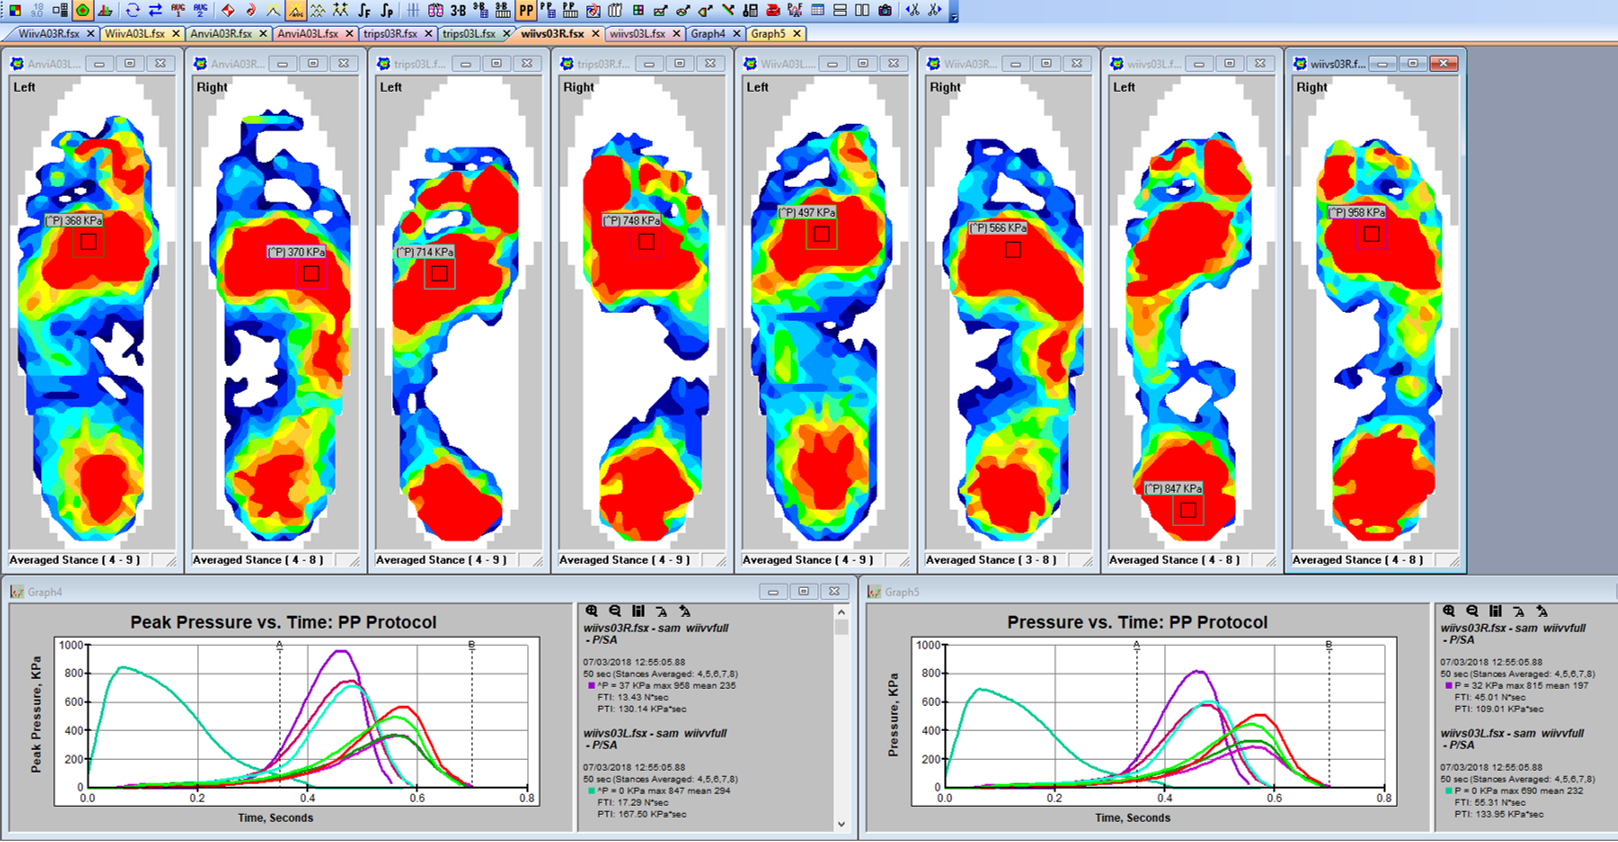 AVG 1
AVG 2
3·B
3·B
3·B
PP
PP
PP
WiivA03R.fsx
WiivA03L.fsx
AnviA03R.fsx
AnviA03L.fsx
trips03R.fsx
trips03L.fsx
wiivs03R.fsx
wiivs03L.fsx
Graph4
Graph5
AnviA03L...
AnviA03R...
trips03L.f...
trips03R.f...
WiivA03L...
WiivA03R...
wiivs03L.f...
wiivs03R.f...
Left
Right
Left
Right
Left
Right
Left
Right
(^P) 368 KPa
(^P) 370 KPa
(^P) 714 KPa
(^P) 748 KPa
(^P) 497 KPa
(^P) 566 KPa
(^P) 847 KPa
(^P) 958 KPa
Averaged Stance ( 4 - 9 )
Averaged Stance ( 4 - 8 )
Averaged Stance ( 4 - 9 )
Averaged Stance ( 4 - 9 )
Averaged Stance ( 4 - 9 )
Averaged Stance ( 3 - 8 )
Averaged Stance ( 4 - 8 )
Averaged Stance ( 4 - 8 )
Graph4
Peak Pressure vs. Time: PP Protocol
Peak Pressure, KPa
1000
800
600
400
200
0
A
B
0.0
0.2
0.4
0.6
0.8
Time, Seconds
wiivs03R.fsx - sam wiivvfull
- P/SA
07/03/2018 12:55:05.88
50 sec (Stances Averaged: 4,5,6,7,8)
^P = 37 KPa max 958 mean 235
FTI: 13.43 N*sec
PTI: 130.14 KPa*sec
wiivs03L.fsx - sam wiivvfull
- P/SA
07/03/2018 12:55:05.88
50 sec (Stances Averaged: 4,5,6,7,8)
^P = 0 KPa max 847 mean 294
FTI: 17.29 N*sec
PTI: 167.50 KPa*sec
Graph5
Pressure vs. Time: PP Protocol
Pressure, KPa
1000
800
600
400
200
0
A
B
0.0
0.2
0.4
0.6
0.8
Time, Seconds
wiivs03R.fsx - sam wiivvfull
- P/SA
07/03/2018 12:55:05.88
50 sec (Stances Averaged: 4,5,6,7,8)
P = 32 KPa max 815 mean 197
FTI: 45.01 N*sec
PTI: 109.01 KPa*sec
wiivs03L.fsx - sam wiivvfull
- P/SA
07/03/2018 12:55:05.88
50 sec (Stances Averaged: 4,5,6,7,8)
P = 0 KPa max 690 mean 232
FTI: 55.31 N*sec
PTI: 133.95 KPa*sec